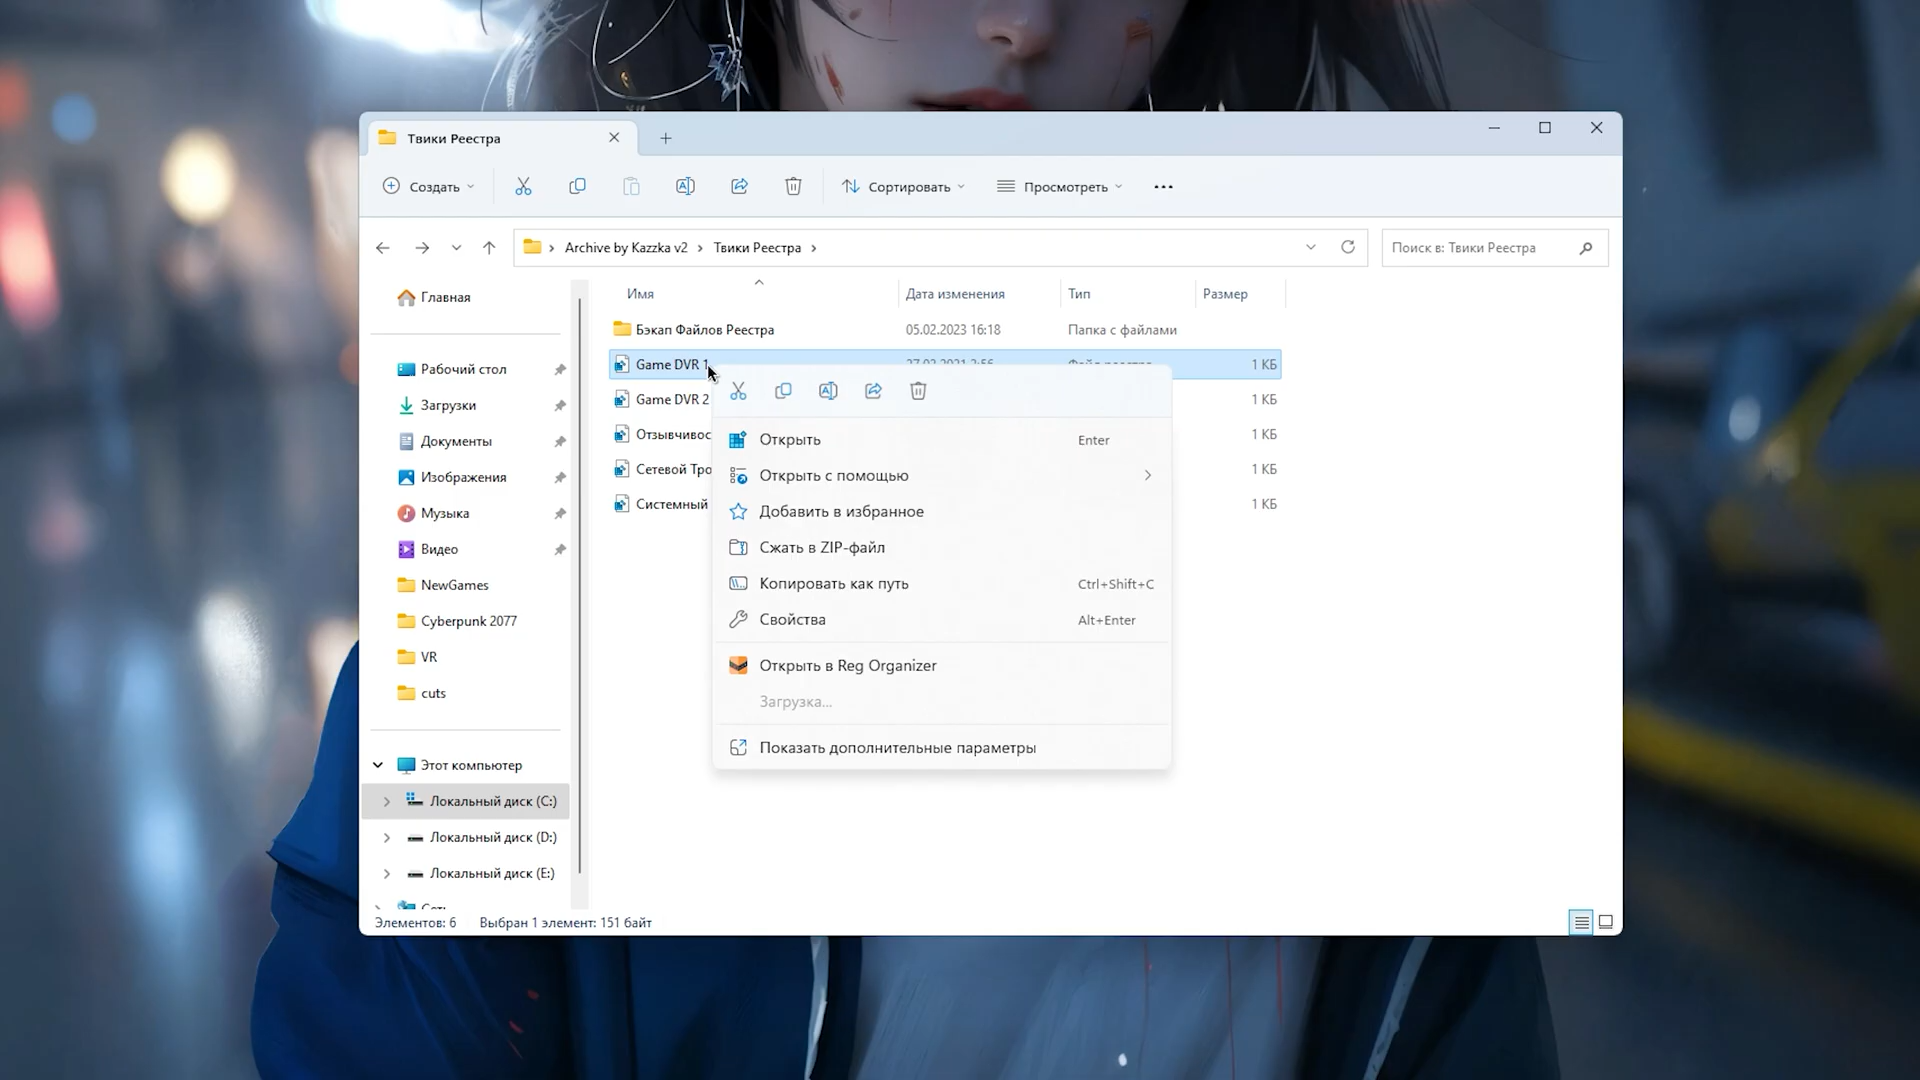 Твики Реестра
Создать
Сортировать
Просмотреть
Archive by Kazzka v2
Твики Реестра
Поиск в: Твики Реестра
Главная
Рабочий стол
Загрузки
Документы
Изображения
Музыка
Видео
NewGames
Cyberpunk 2077
VR
cuts
Этот компьютер
Локальный диск (C:)
Локальный диск (D:)
Локальный диск (E:)
Имя Дата изменения Тип Размер
Бэкап Файлов Реестра 05.02.2023 16:18 Папка с файлами
Game DVR 1 1 КБ
Game DVR 2 1 КБ
Отзывчивос 1 КБ
Сетевой Тро 1 КБ
Системный 1 КБ
Открыть Enter
Открыть с помощью
Добавить в избранное
Сжать в ZIP-файл
Копировать как путь Ctrl+Shift+C
Свойства Alt+Enter
Открыть в Reg Organizer
Загрузка...
Показать дополнительные параметры
Элементов: 6 Выбран 1 элемент: 151 байт